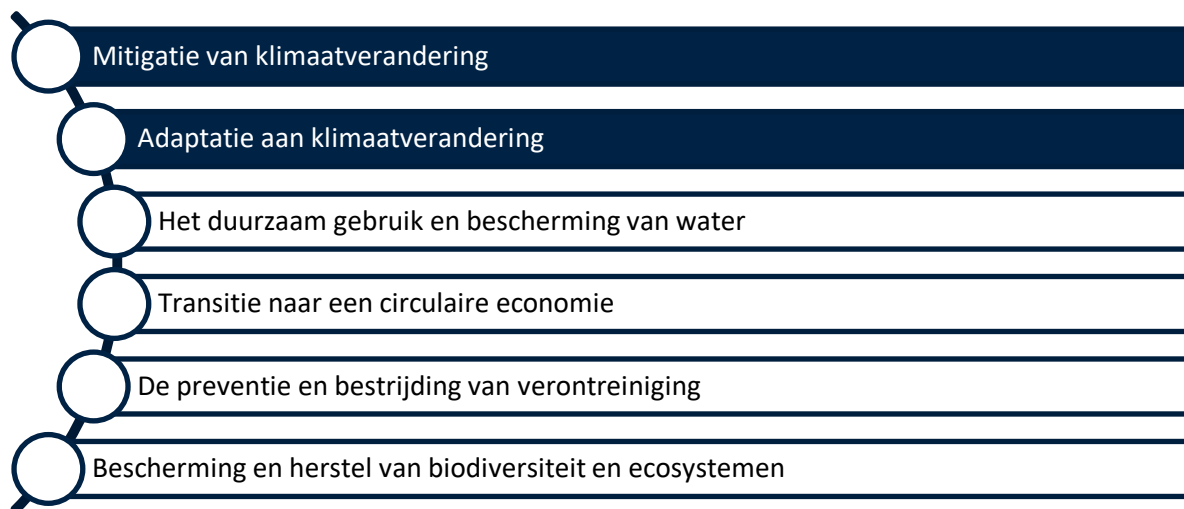 Mitigatie van klimaatverandering
Adaptatie aan klimaatverandering
Het duurzaam gebruik en bescherming van water
Transitie naar een circulaire economie
De preventie en bestrijding van verontreiniging
Bescherming en herstel van biodiversiteit en ecosystemen